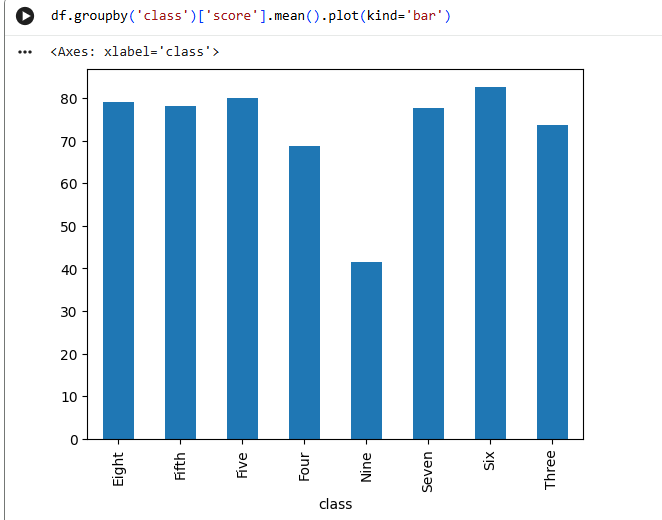 df.groupby('class')['score'].mean().plot(kind='bar')
<Axes: xlabel='class'>
80
70
60
50
40
30
20
10
0
Eight Fifth Five Four Nine Seven Six Three
class